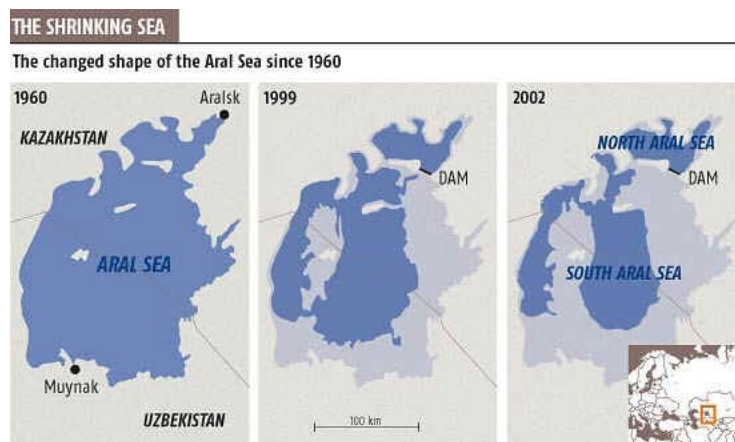 THE SHRINKING SEA
The changed shape of the Aral Sea since 1960
1960
Aralsk
KAZAKHSTAN
ARAL SEA
Muynak
UZBEKISTAN
1999
DAM
100 km
2002
NORTH ARAL SEA
DAM
SOUTH ARAL SEA